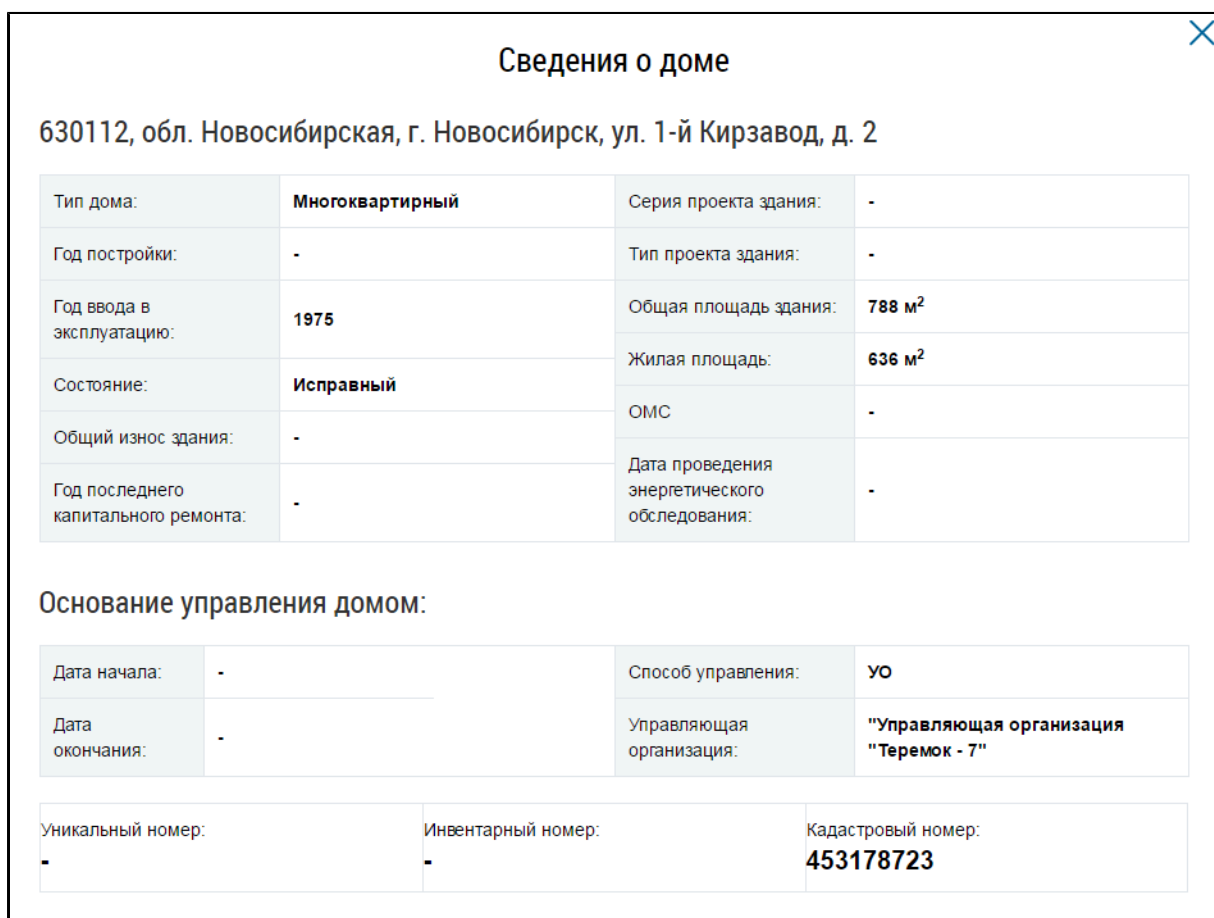 Сведения о доме
630112, обл. Новосибирская, г. Новосибирск, ул. 1-й Кирзавод, д. 2
Тип дома: Многоквартирный
Год постройки: -
Год ввода в
эксплуатацию: 1975
Состояние: Исправный
Общий износ здания: -
Год последнего
капитального ремонта: -
Серия проекта здания: -
Тип проекта здания: -
Общая площадь здания: 788 м²
Жилая площадь: 636 м²
ОМС -
Дата проведения
энергетического
обследования: -
Основание управления домом:
Дата начала: -
Дата
окончания: -
Способ управления: УО
Управляющая
организация:
"Управляющая организация
"Теремок - 7"
Уникальный номер:
-
Инвентарный номер:
-
Кадастровый номер:
453178723